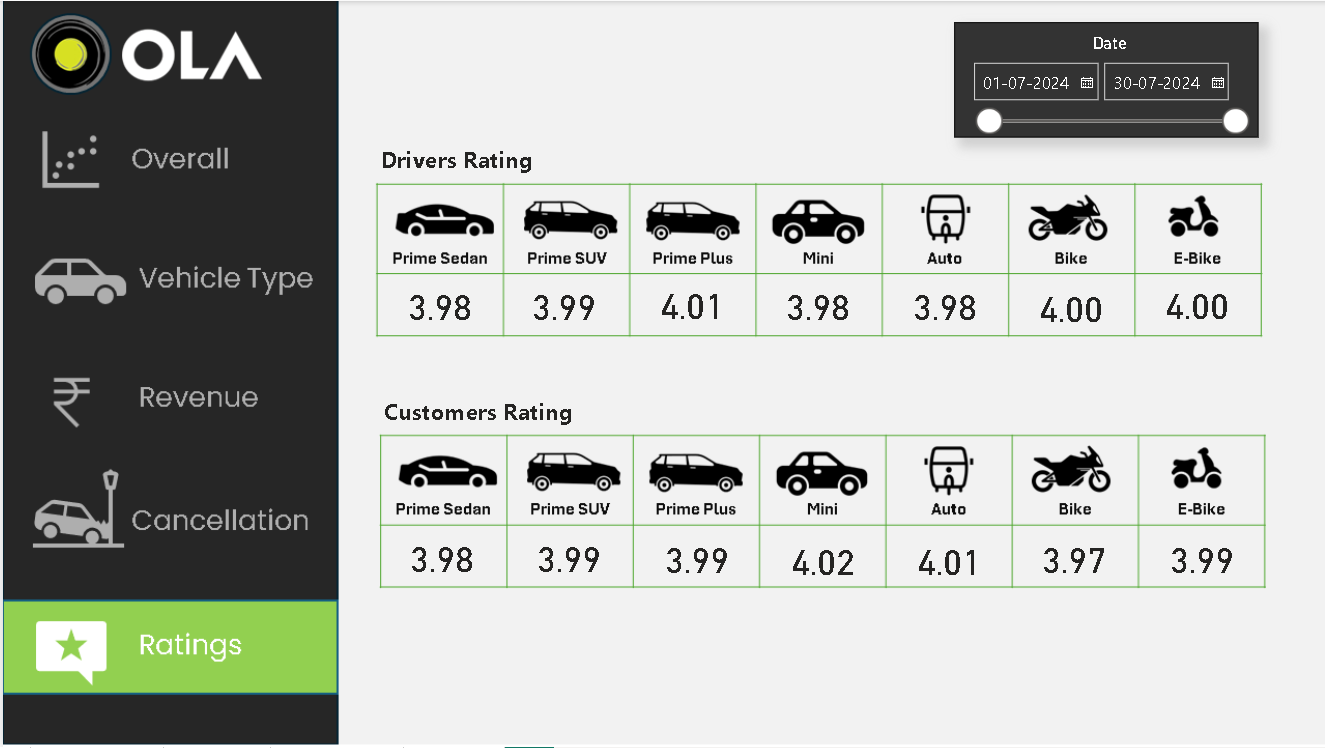 OLA
Overall
Vehicle Type
Revenue
Cancellation
Ratings
Date
01-07-2024 30-07-2024
Drivers Rating
Prime Sedan Prime SUV Prime Plus Mini Auto Bike E-Bike
3.98 3.99 4.01 3.98 3.98 4.00 4.00
Customers Rating
Prime Sedan Prime SUV Prime Plus Mini Auto Bike E-Bike
3.98 3.99 3.99 4.02 4.01 3.97 3.99